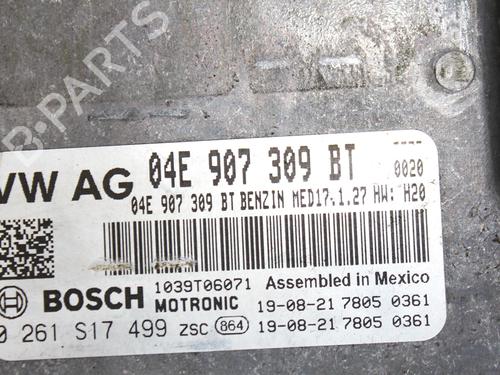 B-PARTS
VW AG 04E 907 309 BT 0020
04E 907 309 BT BENZIN MED17.1.27 HW: H20
BOSCH 1039T06071 Assembled in Mexico
MOTRONIC 19-08-21 7805 0361
0 261 S17 499 ZSC 864 19-08-21 7805 0361